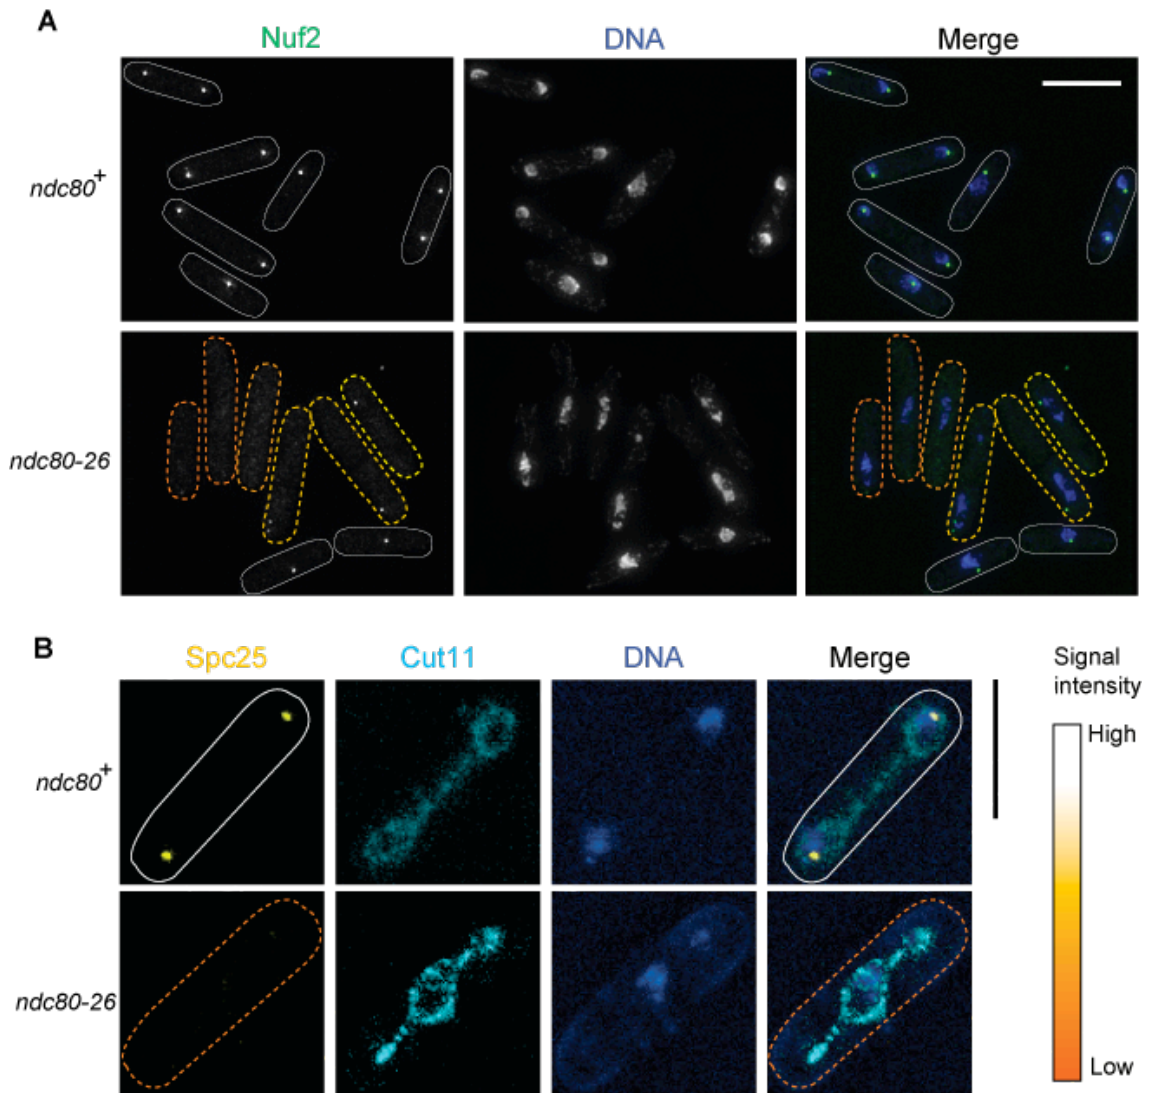 A
Nuf2 DNA Merge
ndc80+
ndc80-26
B
Spc25 Cut11 DNA Merge
Signal
intensity
High
ndc80+
ndc80-26
Low